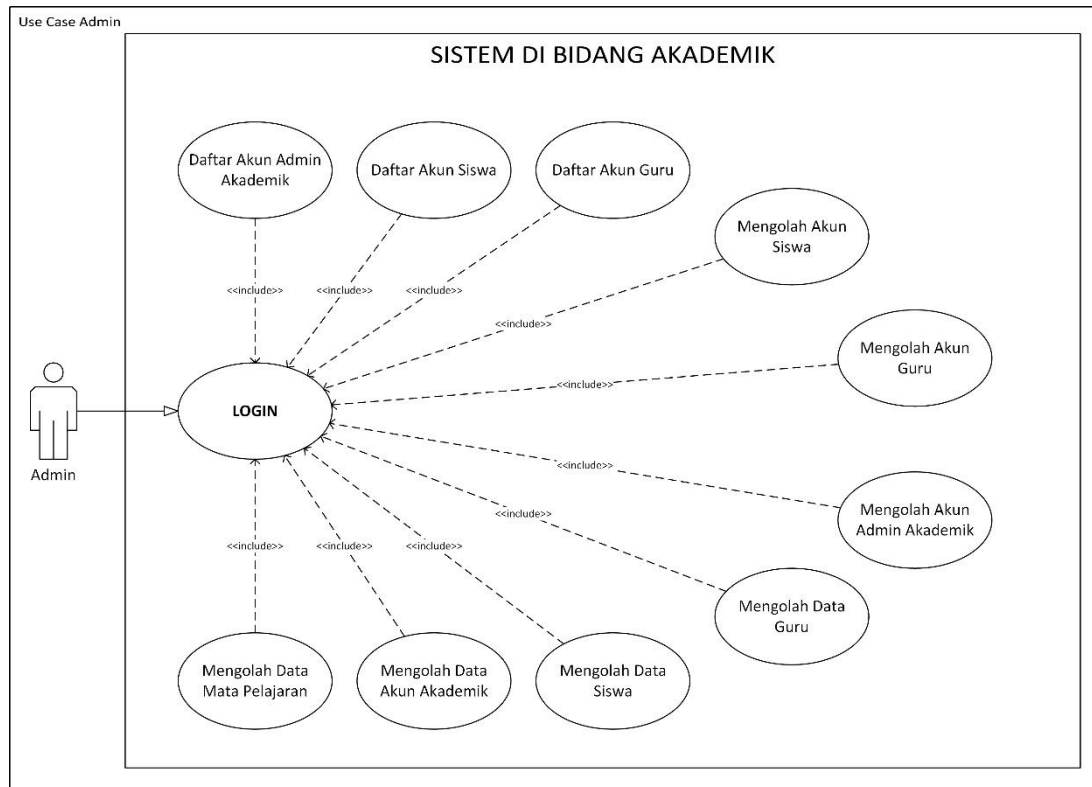 Use Case Admin
SISTEM DI BIDANG AKADEMIK
Daftar Akun Admin
Akademik
Daftar Akun Siswa
Daftar Akun Guru
Mengolah Akun
Siswa
<<include>>
<<include>>
<<include>>
<<include>>
Mengolah Akun
Guru
<<include>>
LOGIN
Admin
<<include>>
Mengolah Akun
Admin Akademik
<<include>>
<<include>>
<<include>>
<<include>>
Mengolah Data
Guru
Mengolah Data
Mata Pelajaran
Mengolah Data
Akun Akademik
Mengolah Data
Siswa